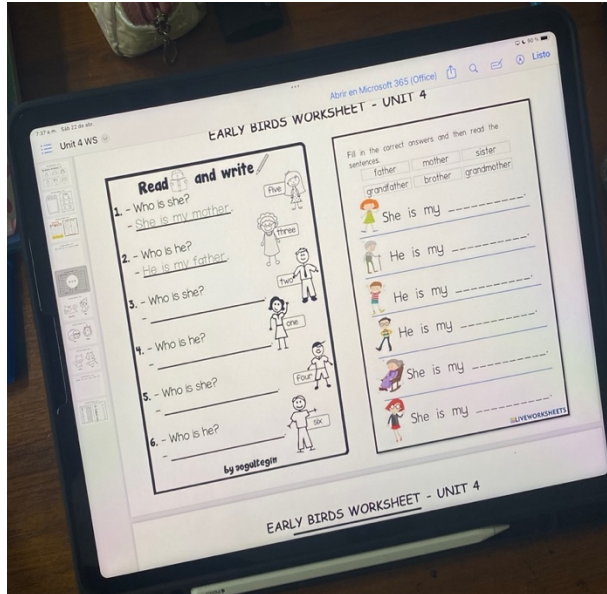 7:27 a.m. Sáb 22 de abr.
Unit 4 WS
Abrir en Microsoft 365 (Office)
Listo
EARLY BIRDS WORKSHEET - UNIT 4
Read and write
1. - Who is she?
- She is my mother.
2. - Who is he?
- He is my father.
3. - Who is she?
-
4. - Who is he?
-
5. - Who is she?
-
6. - Who is he?
-
five
three
two
one
four
six
by sogultegin
Fill in the correct answers and then read the
sentences.
father mother sister
grandfather brother grandmother
She is my ----------.
He is my ----------.
He is my ----------.
He is my ----------.
She is my ----------.
She is my ----------.
LIVEWORKSHEETS
EARLY BIRDS WORKSHEET - UNIT 4